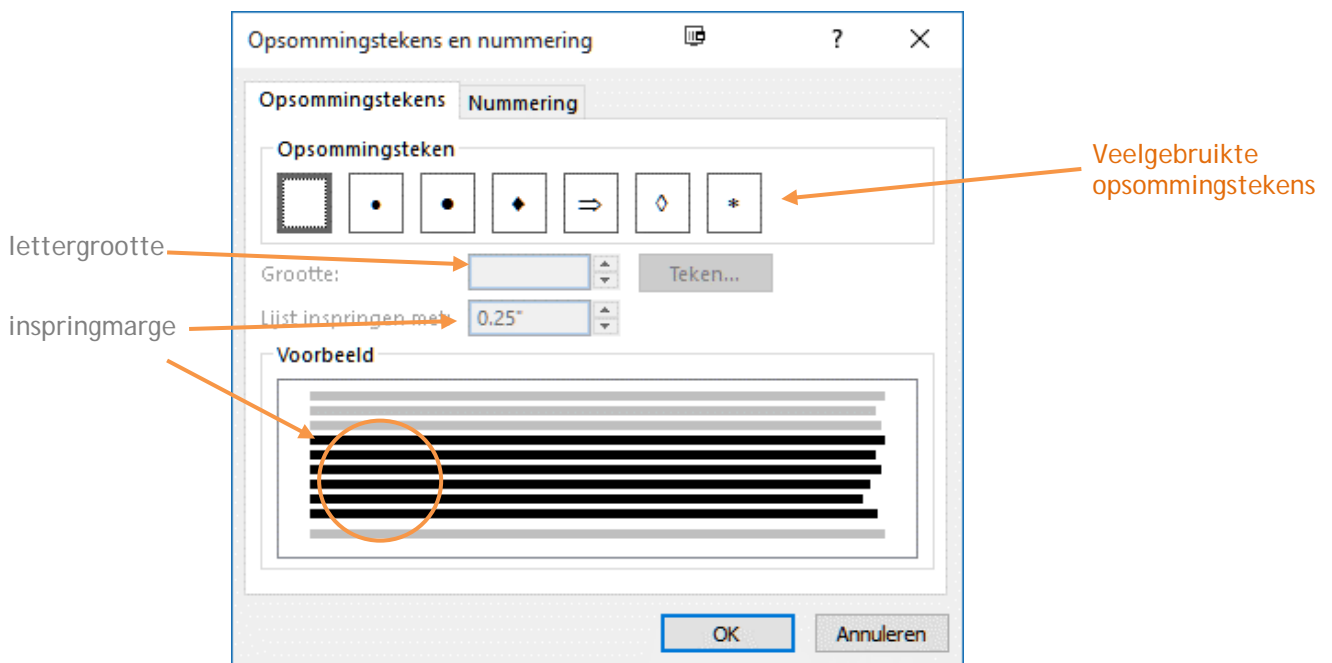 Opsommingstekens en nummering
?
Opsommingstekens
Nummering
Opsommingsteken
Veelgebruikte
opsommingstekens
lettergrootte
Grootte:
Teken...
inspringmarge
Lijst inspringen met:
0.25"
Voorbeeld
OK
Annuleren